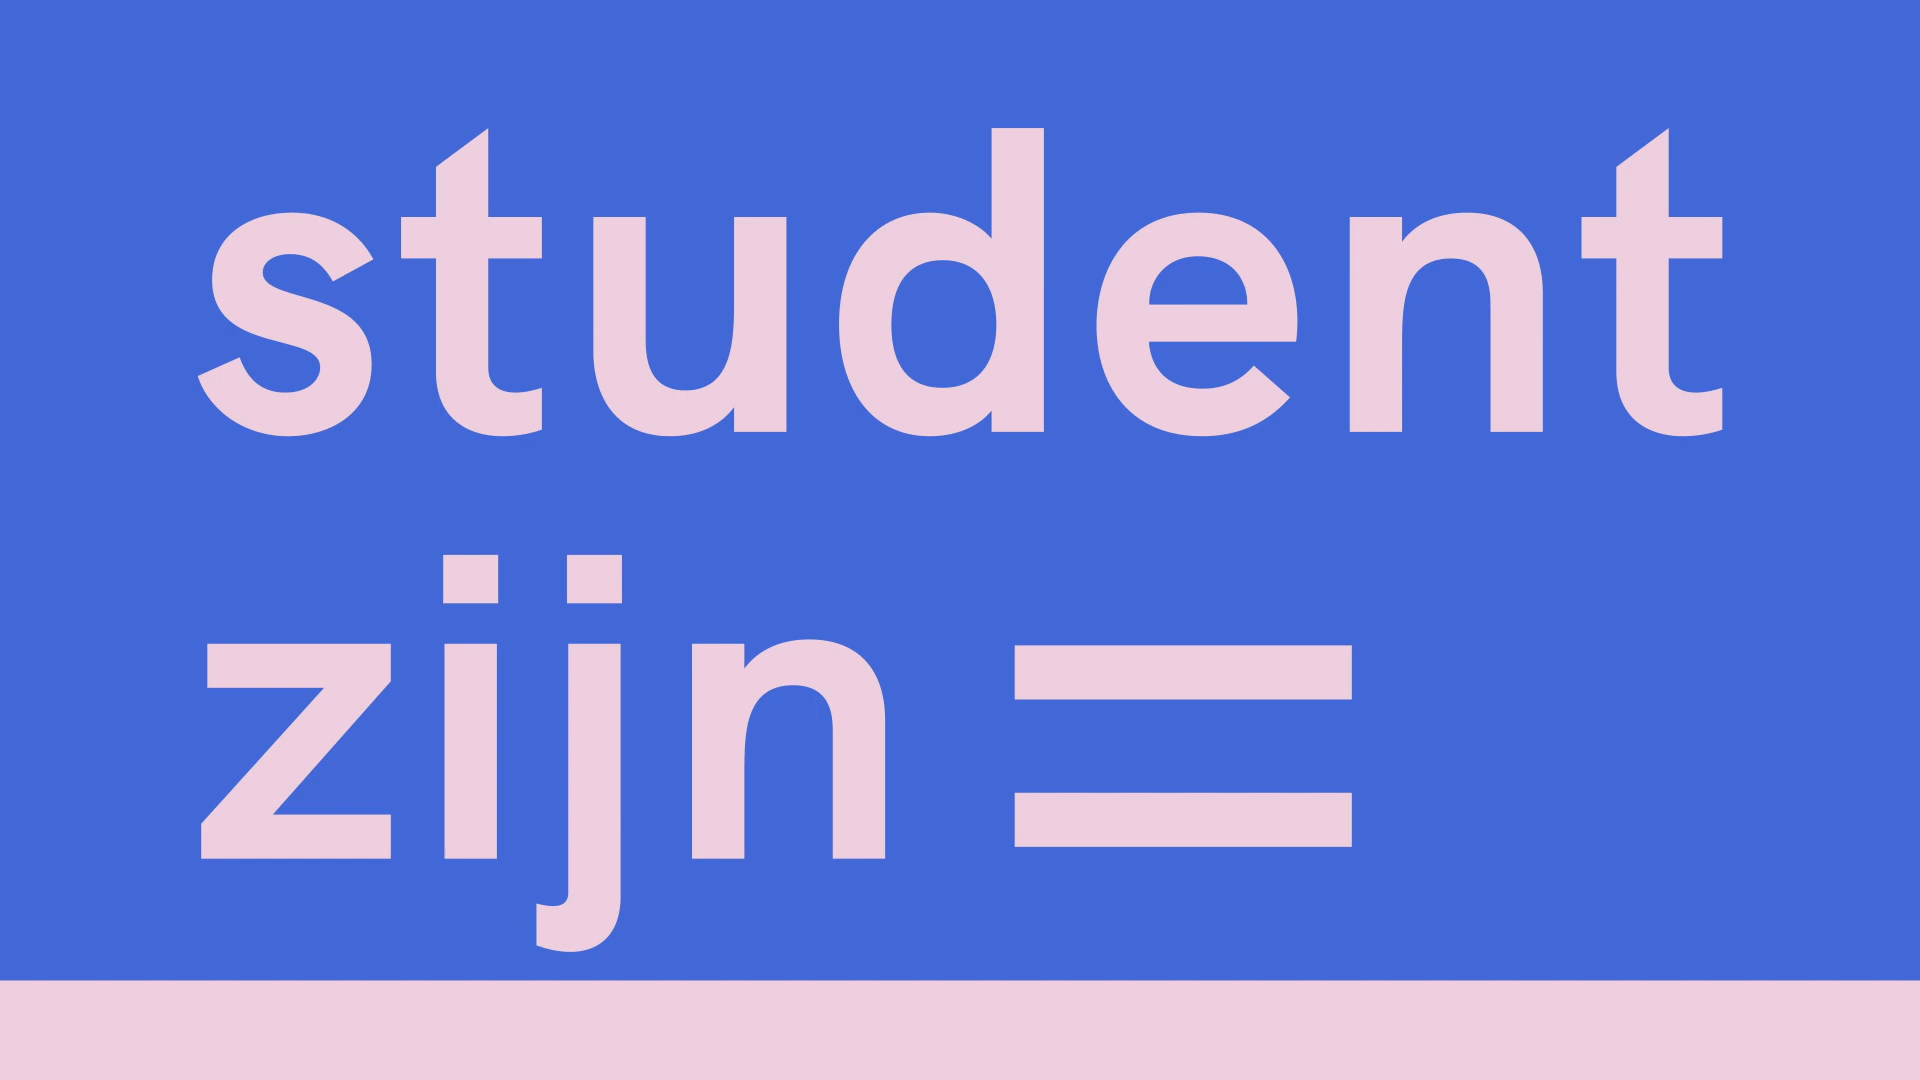 student
zijn =